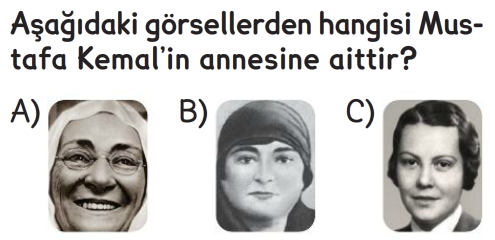 Aşağıdaki görsellerden hangisi Mus-
tafa Kemal'in annesine aittir?
A) B) C)